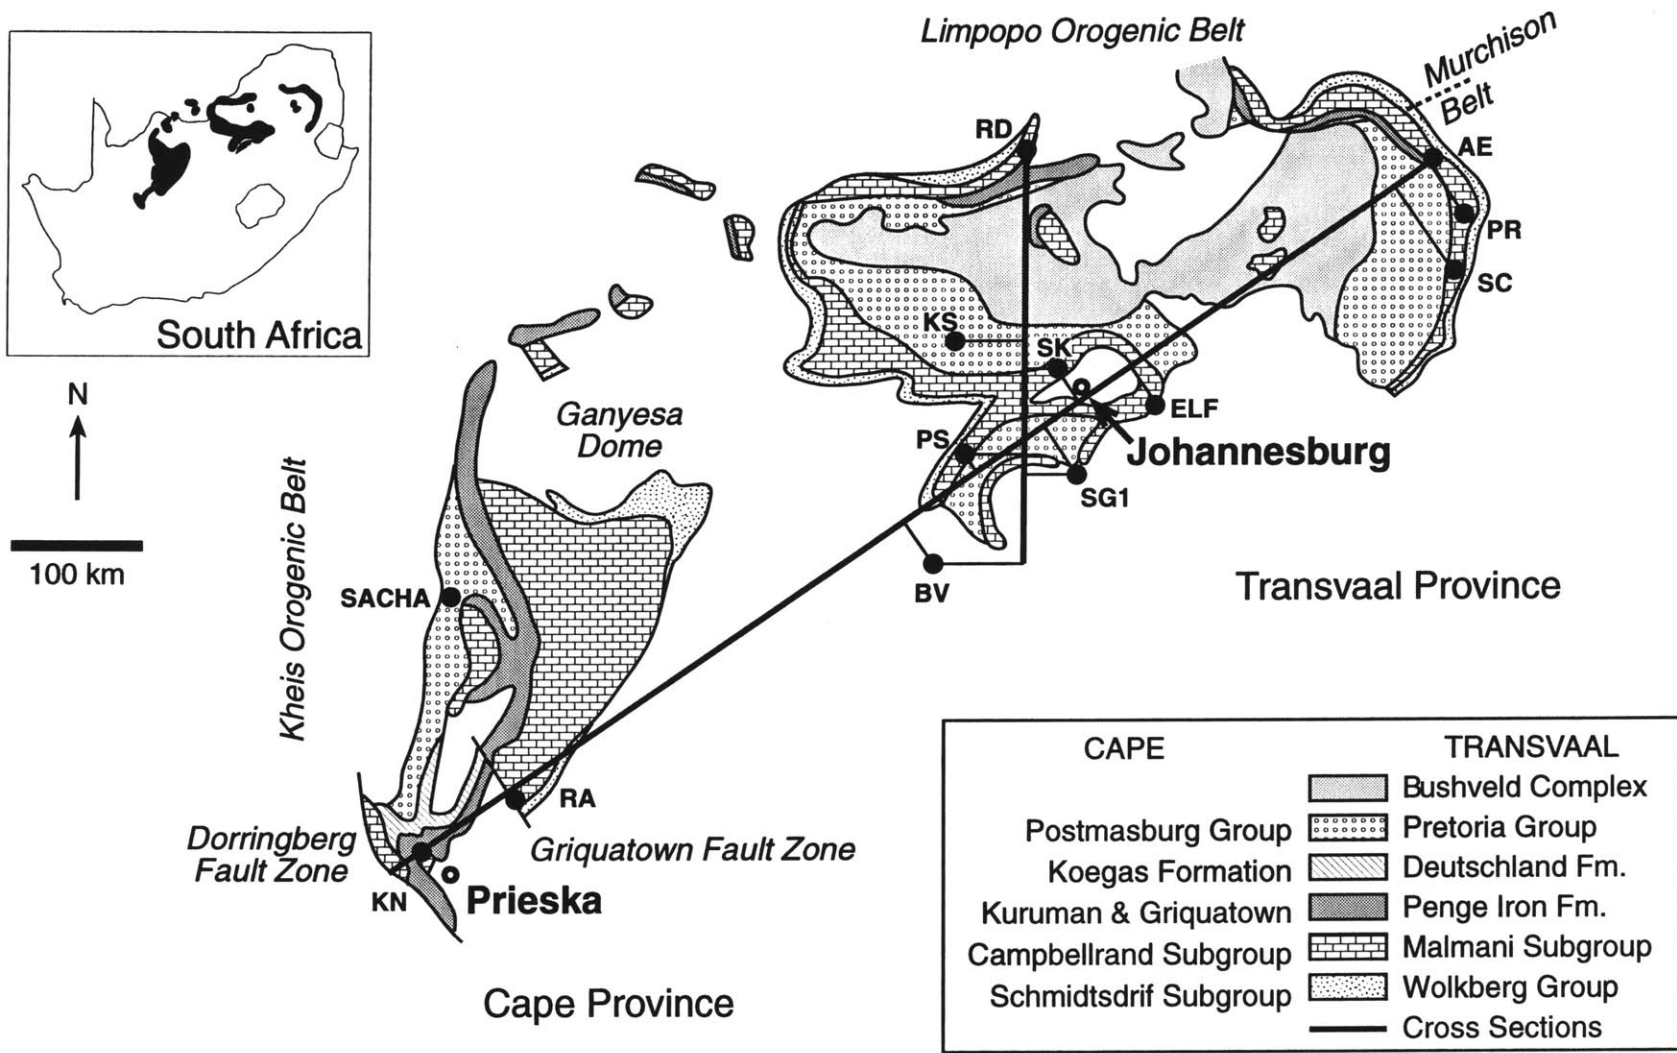 Limpopo Orogenic Belt
Murchison
Belt
South Africa
RD
AE
PR
SC
N
KS
SK
ELF
Ganyesa
Dome
PS
Johannesburg
SG1
Kheis Orogenic Belt
100 km
BV
Transvaal Province
SACHA
RA
Dorringberg
Fault Zone
Griquatown Fault Zone
KN
Prieska
Cape Province
CAPE TRANSVAAL
Bushveld Complex
Postmasburg Group Pretoria Group
Koegas Formation Deutschland Fm.
Kuruman & Griquatown Penge Iron Fm.
Campbellrand Subgroup Malmani Subgroup
Schmidtsdrif Subgroup Wolkberg Group
Cross Sections